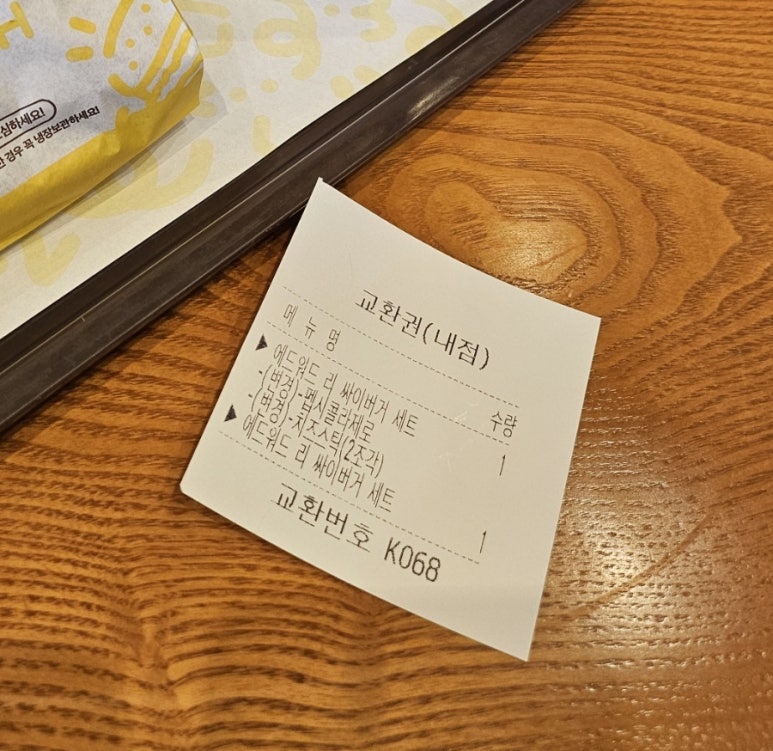 심하세요!
경우 꼭 냉장보관하세요!
교환권(내점)
메 뉴 명 수량
▶ 에드워드 리 싸이버거 세트 1
-(변경)-펩시콜라제로
-(변경)-치즈스틱(2조각)
▶ 에드워드 리 싸이버거 세트 1
교환번호 K068